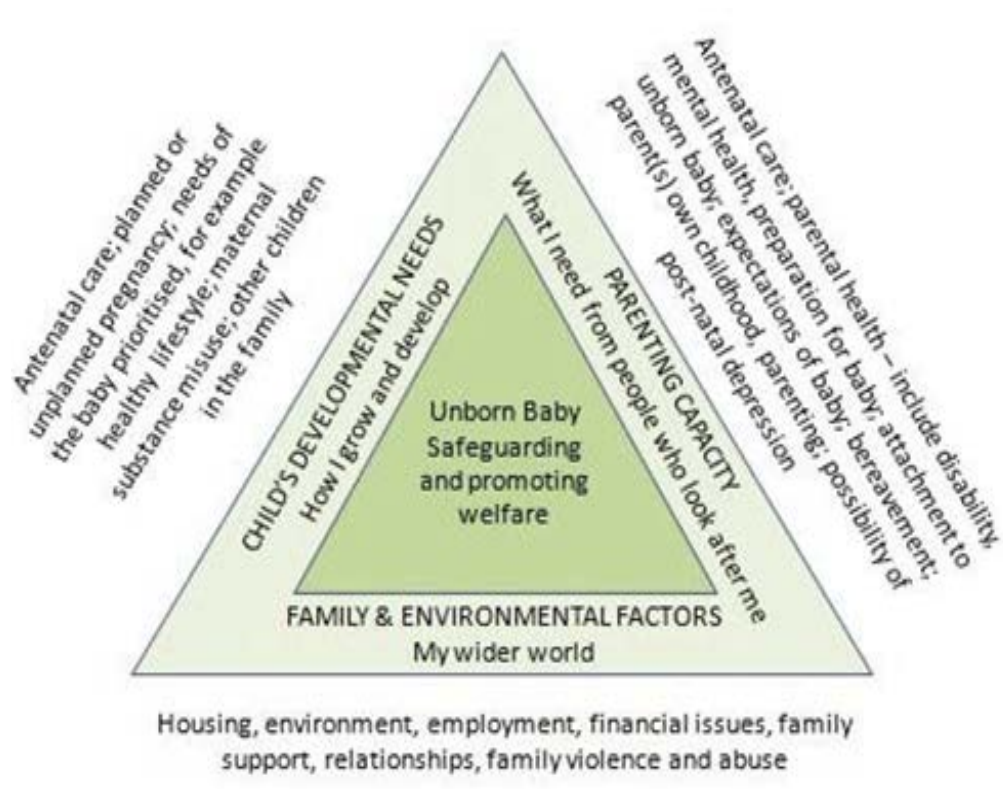 Antenatal care; planned or
unplanned pregnancy; needs of
the baby prioritised, for example
healthy lifestyle; maternal
substance misuse; other children
in the family
CHILD'S DEVELOPMENTAL NEEDS
How I grow and develop
Antenatal care; parental health – include disability,
mental health, preparation for baby; attachment to
unborn baby; expectations of baby; bereavement;
parent(s) own childhood, parenting; possibility of
post-natal depression
PARENTING CAPACITY
What I need from people who look after me
Unborn Baby
Safeguarding
and promoting
welfare
FAMILY & ENVIRONMENTAL FACTORS
My wider world
Housing, environment, employment, financial issues, family
support, relationships, family violence and abuse